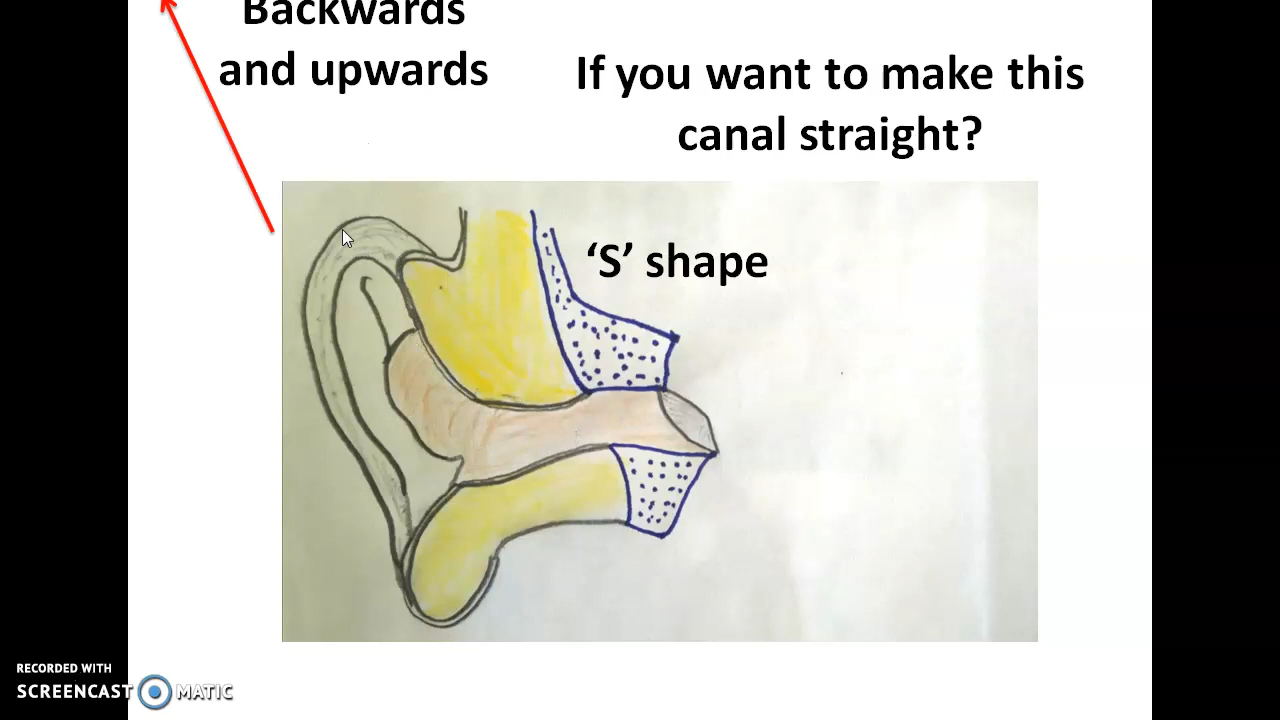 Backwards
and upwards
If you want to make this
canal straight?
‘S’ shape
RECORDED WITH
SCREENCAST MATIC